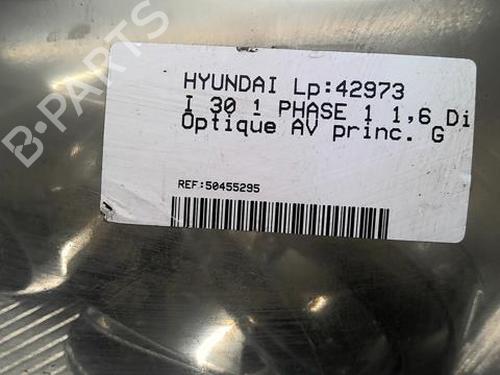 B-PARTS
HYUNDAI Lp:42973
I 30 1 PHASE 1 1,6 Di
Optique AV princ. G
REF:50455295